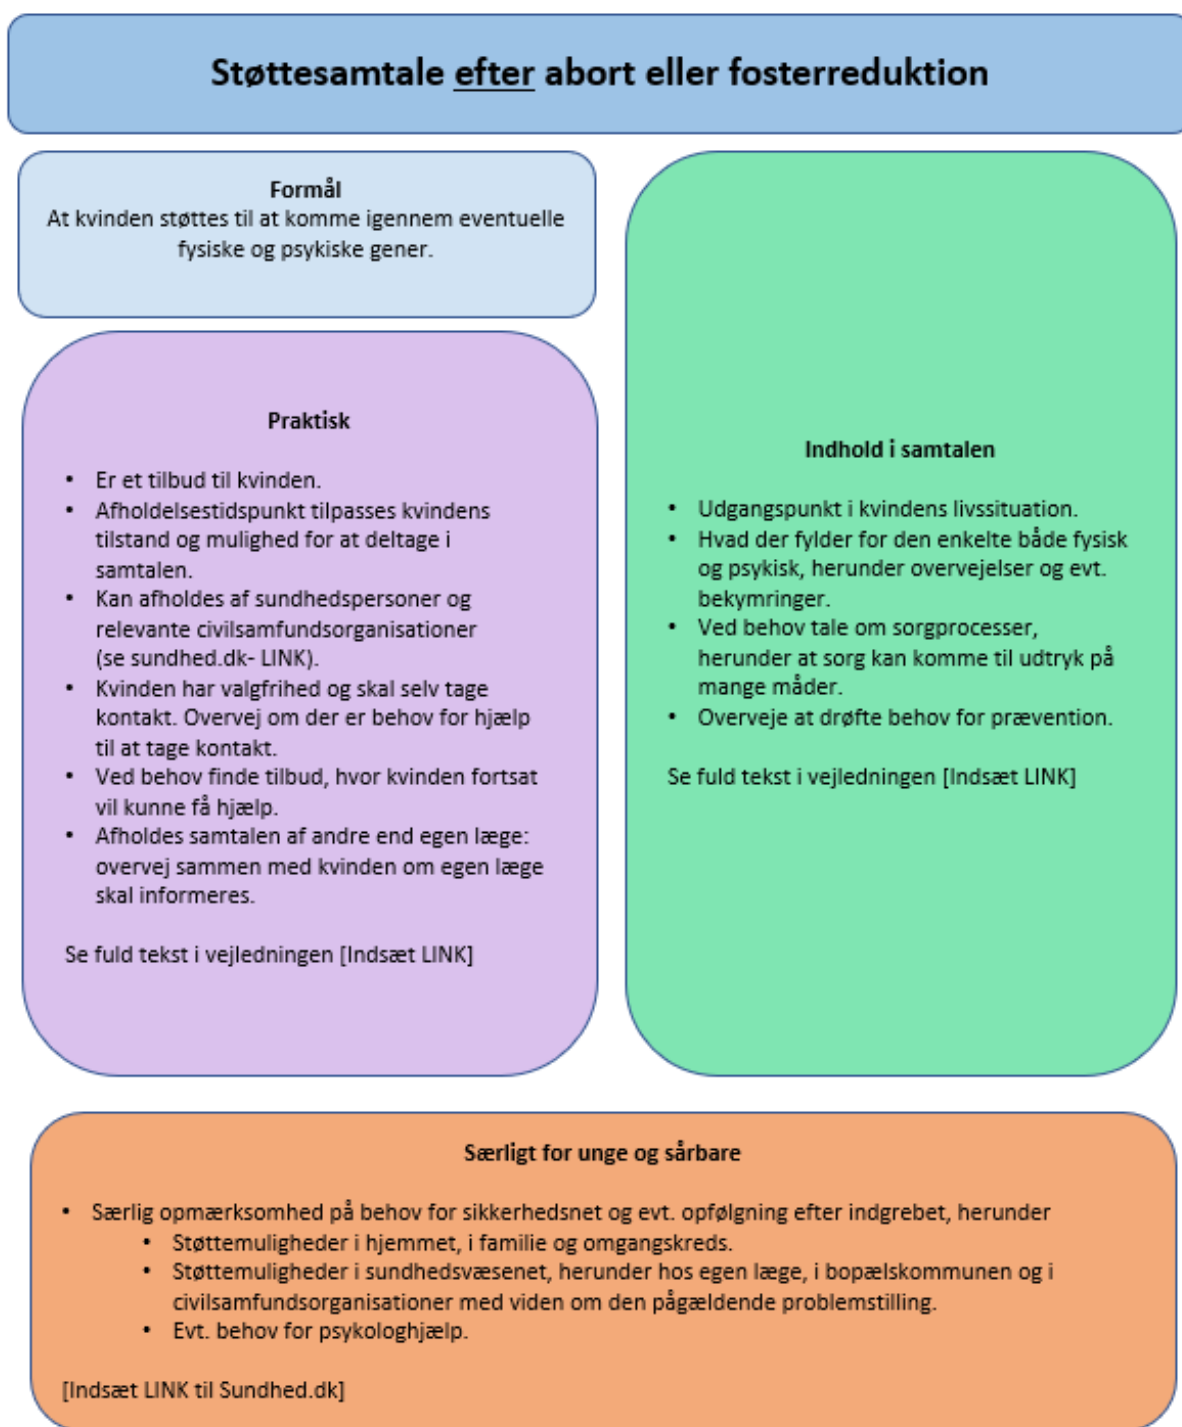 Støttesamtale efter abort eller fosterreduktion
Formål
At kvinden støttes til at komme igennem eventuelle
fysiske og psykiske gener.
Praktisk
• Er et tilbud til kvinden.
• Afholdelsestidspunkt tilpasses kvindens
tilstand og mulighed for at deltage i
samtalen.
• Kan afholdes af sundhedspersoner og
relevante civilsamfundsorganisationer
(se sundhed.dk- LINK).
• Kvinden har valgfrihed og skal selv tage
kontakt. Overvej om der er behov for hjælp
til at tage kontakt.
• Ved behov finde tilbud, hvor kvinden fortsat
vil kunne få hjælp.
• Afholdes samtalen af andre end egen læge:
overvej sammen med kvinden om egen læge
skal informeres.
Se fuld tekst i vejledningen [Indsæt LINK]
Indhold i samtalen
• Udgangspunkt i kvindens livssituation.
• Hvad der fylder for den enkelte både fysisk
og psykisk, herunder overvejelser og evt.
bekymringer.
• Ved behov tale om sorgprocesser,
herunder at sorg kan komme til udtryk på
mange måder.
• Overveje at drøfte behov for prævention.
Se fuld tekst i vejledningen [Indsæt LINK]
Særligt for unge og sårbare
• Særlig opmærksomhed på behov for sikkerhedsnet og evt. opfølgning efter indgrebet, herunder
• Støttemuligheder i hjemmet, i familie og omgangskreds.
• Støttemuligheder i sundhedsvæsenet, herunder hos egen læge, i bopælskommunen og i
civilsamfundsorganisationer med viden om den pågældende problemstilling.
• Evt. behov for psykologhjælp.
[Indsæt LINK til Sundhed.dk]